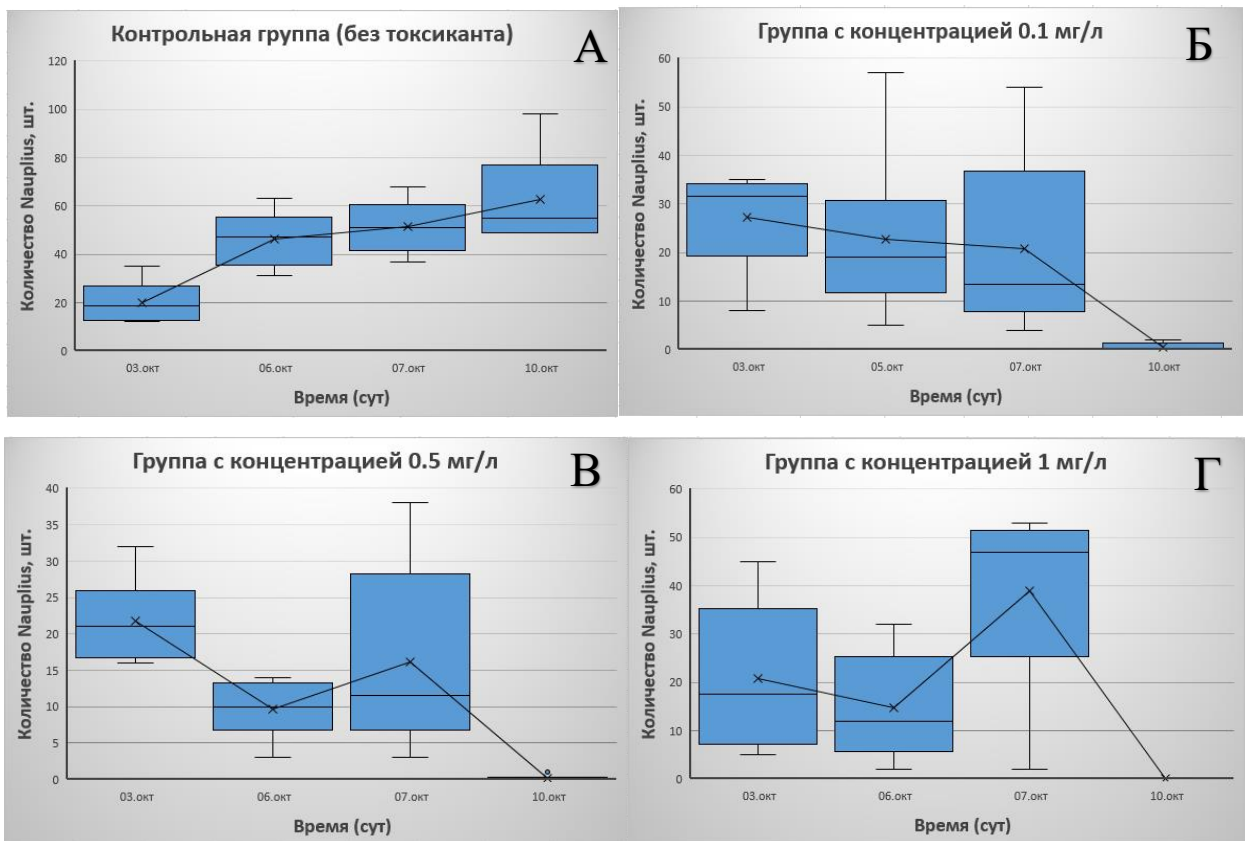 Контрольная группа (без токсиканта)
А
Количество Nauplius, шт.
120
100
80
60
40
20
0
03.окт 06.окт 07.окт 10.окт
Время (сут)
Группа с концентрацией 0.1 мг/л
Б
Количество Nauplius, шт.
60
50
40
30
20
10
0
03.окт 05.окт 07.окт 10.окт
Время (сут)
Группа с концентрацией 0.5 мг/л
В
Количество Nauplius, шт.
40
35
30
25
20
15
10
5
0
03.окт 06.окт 07.окт 10.окт
Время (сут)
Группа с концентрацией 1 мг/л
Г
Количество Nauplius, шт.
60
50
40
30
20
10
0
03.окт 06.окт 07.окт 10.окт
Время (сут)